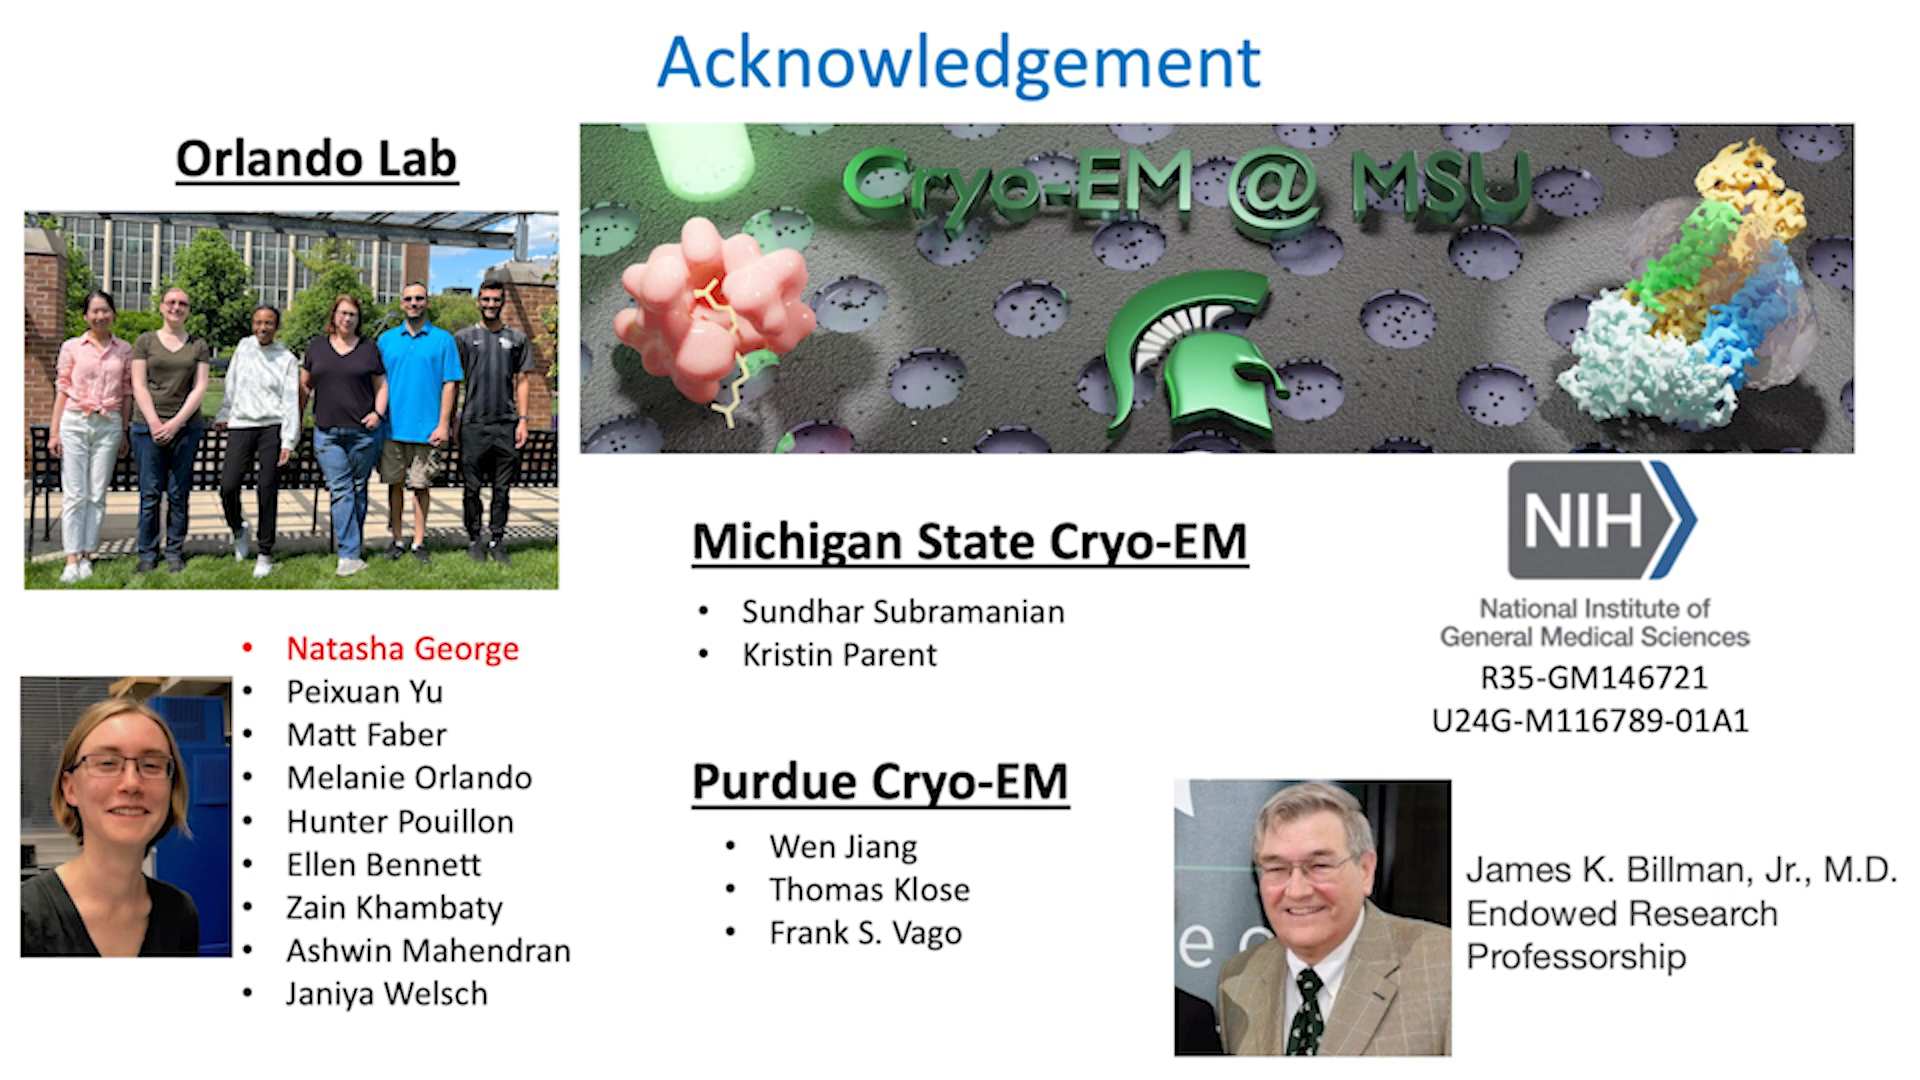 Acknowledgement
Orlando Lab
Cryo-EM @ MSU
Natasha George
Peixuan Yu
Matt Faber
Melanie Orlando
Hunter Pouillon
Ellen Bennett
Zain Khambaty
Ashwin Mahendran
Janiya Welsch
Michigan State Cryo-EM
Sundhar Subramanian
Kristin Parent
Purdue Cryo-EM
Wen Jiang
Thomas Klose
Frank S. Vago
NIH
National Institute of
General Medical Sciences
R35-GM146721
U24G-M116789-01A1
James K. Billman, Jr., M.D.
Endowed Research
Professorship